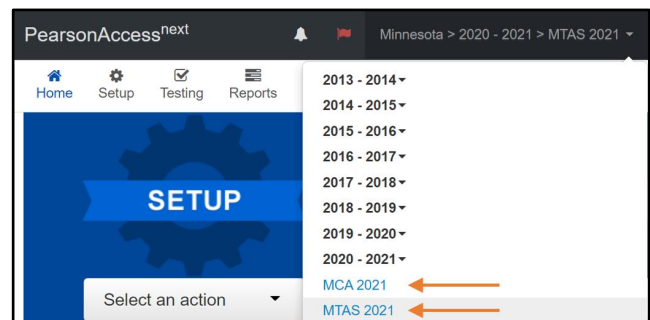 PearsonAccessnext
Minnesota > 2020 - 2021 > MTAS 2021
Home Setup Testing Reports
SETUP
Select an action
2013 - 2014
2014 - 2015
2015 - 2016
2016 - 2017
2017 - 2018
2018 - 2019
2019 - 2020
2020 - 2021
MCA 2021
MTAS 2021